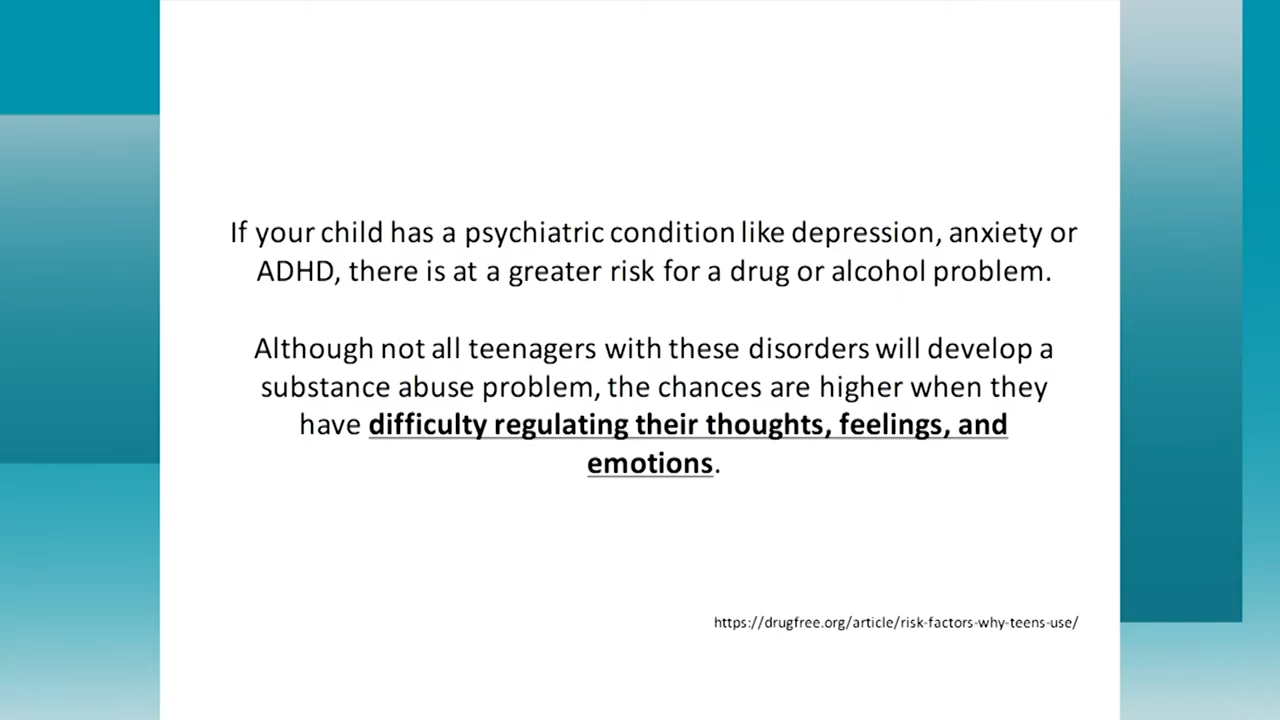 If your child has a psychiatric condition like depression, anxiety or
ADHD, there is at a greater risk for a drug or alcohol problem.
Although not all teenagers with these disorders will develop a
substance abuse problem, the chances are higher when they
have difficulty regulating their thoughts, feelings, and
emotions.
https://drugfree.org/article/risk-factors-why-teens-use/